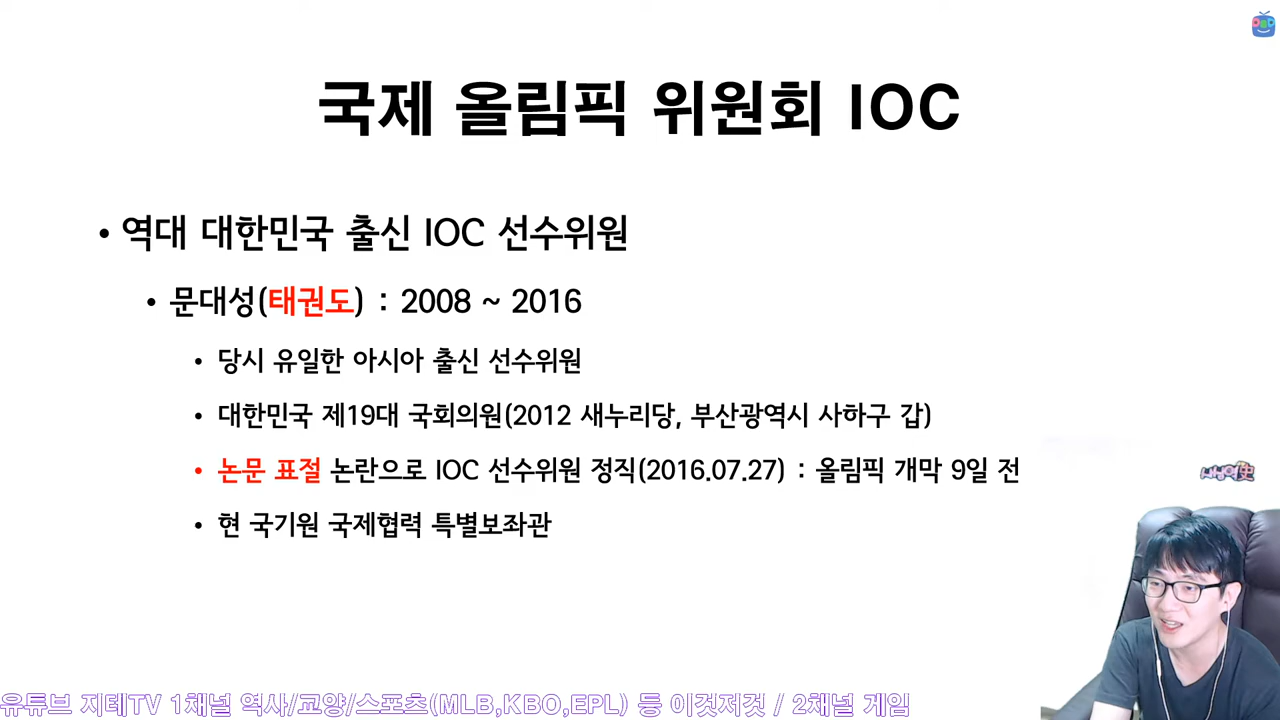 국제 올림픽 위원회 IOC
• 역대 대한민국 출신 IOC 선수위원
• 문대성(태권도) : 2008 ~ 2016
• 당시 유일한 아시아 출신 선수위원
• 대한민국 제19대 국회의원(2012 새누리당, 부산광역시 사하구 갑)
• 논문 표절 논란으로 IOC 선수위원 정직(2016.07.27) : 올림픽 개막 9일 전
• 현 국기원 국제협력 특별보좌관
유튜브 지테TV 1채널 역사/교양/스포츠(MLB,KBO,EPL) 등 이것저것 / 2채널 게임